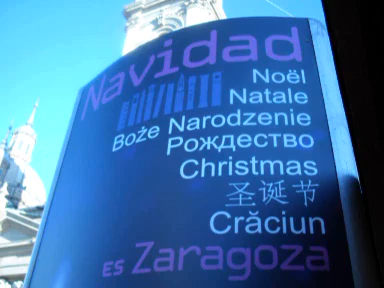 Navidad
Noël
Natale
Boże Narodzenie
Рождество
Christmas
圣诞节
Crăciun
ES Zaragoza